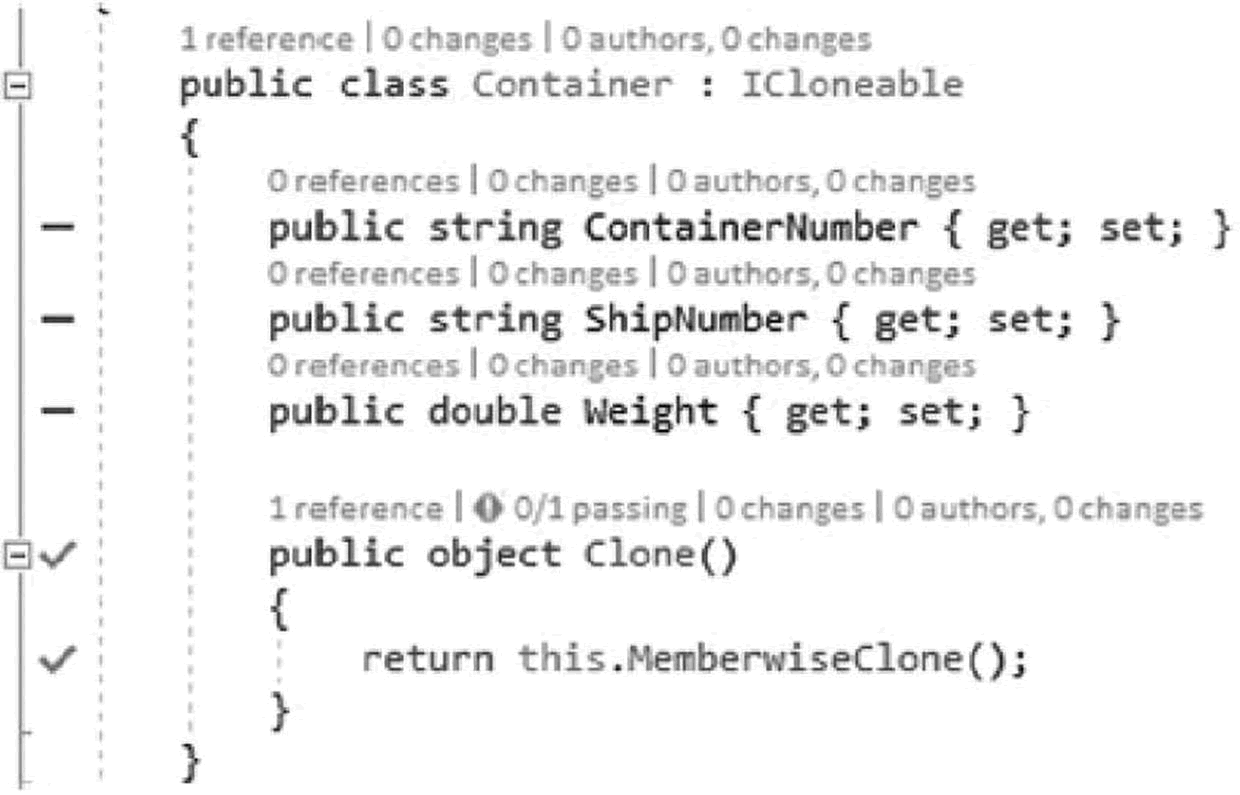 1 reference | 0 changes | 0 authors, 0 changes
public class Container : ICloneable
{
0 references | 0 changes | 0 authors, 0 changes
public string ContainerNumber { get; set; }
0 references | 0 changes | 0 authors, 0 changes
public string ShipNumber { get; set; }
0 references | 0 changes | 0 authors, 0 changes
public double Weight { get; set; }
1 reference | 0/1 passing | 0 changes | 0 authors, 0 changes
public object Clone()
{
return this.MemberwiseClone();
}
}